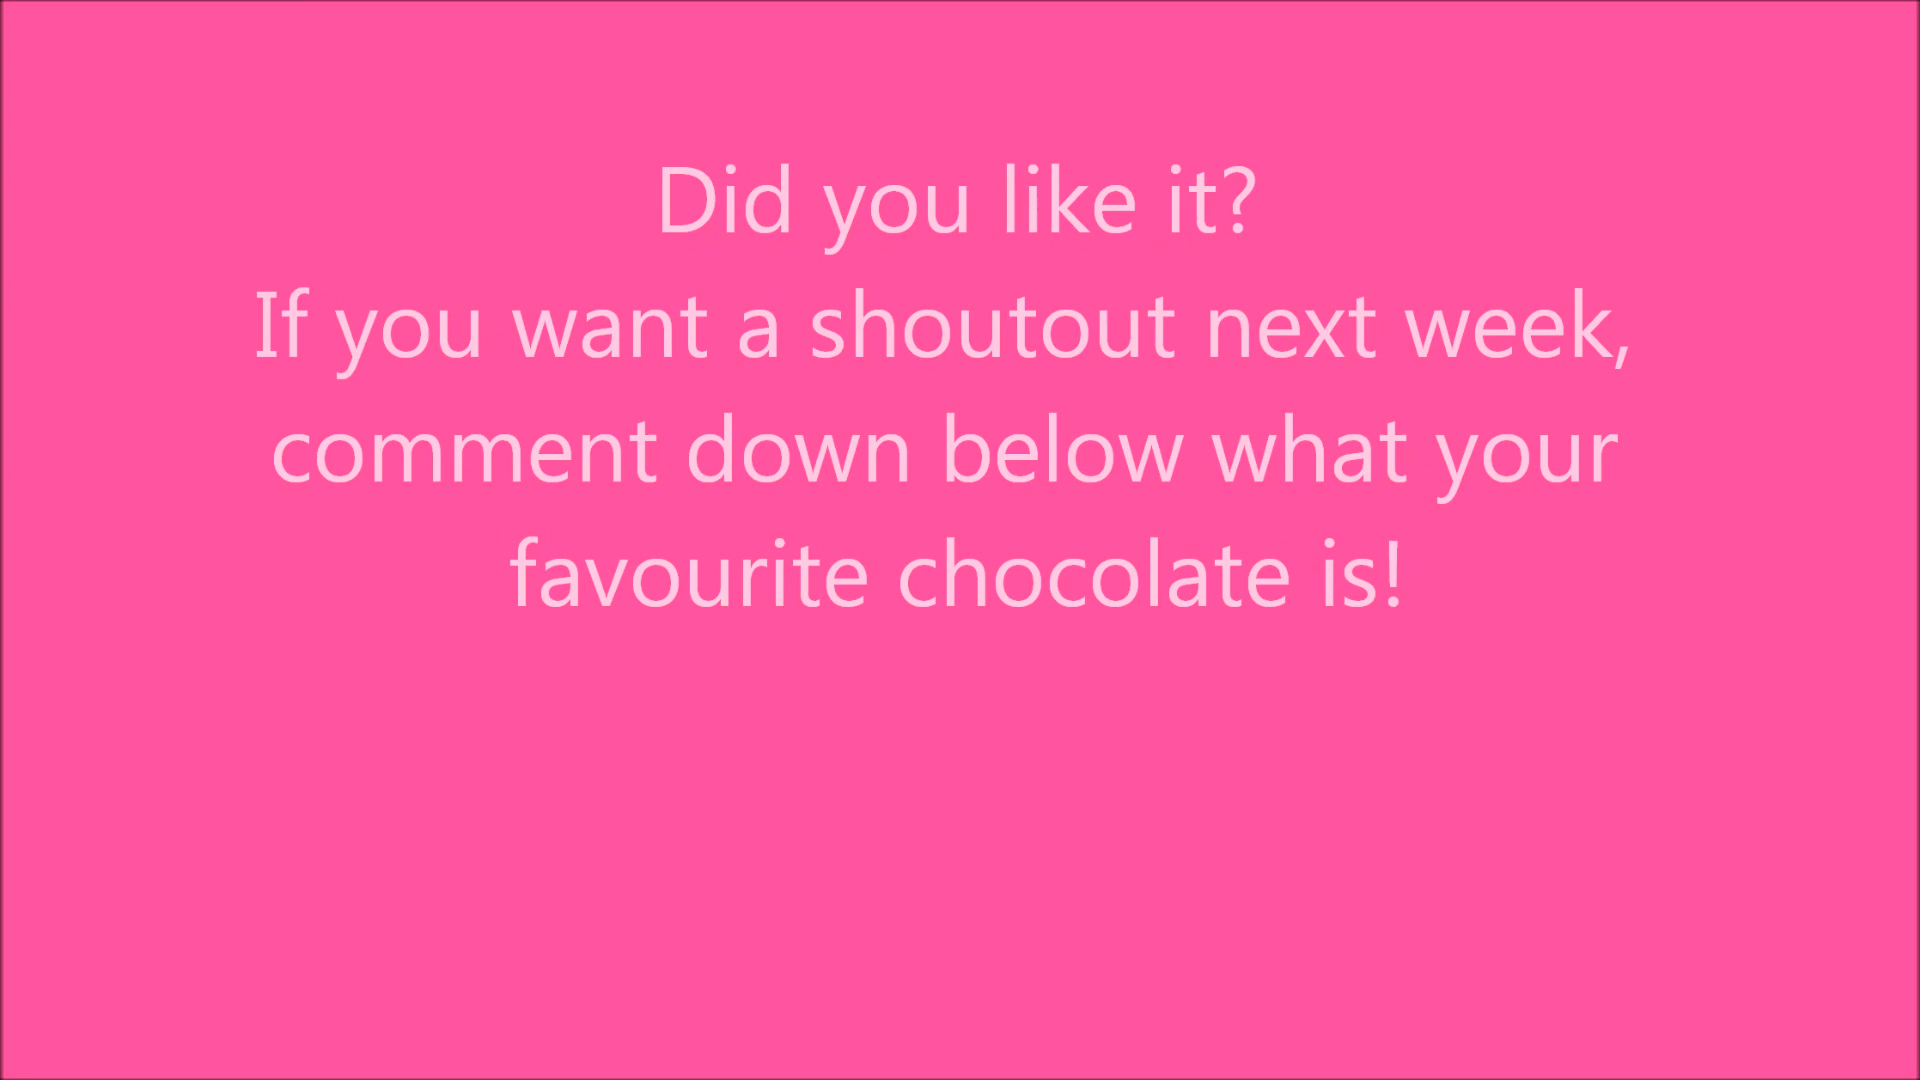 Did you like it?
If you want a shoutout next week,
comment down below what your
favourite chocolate is!